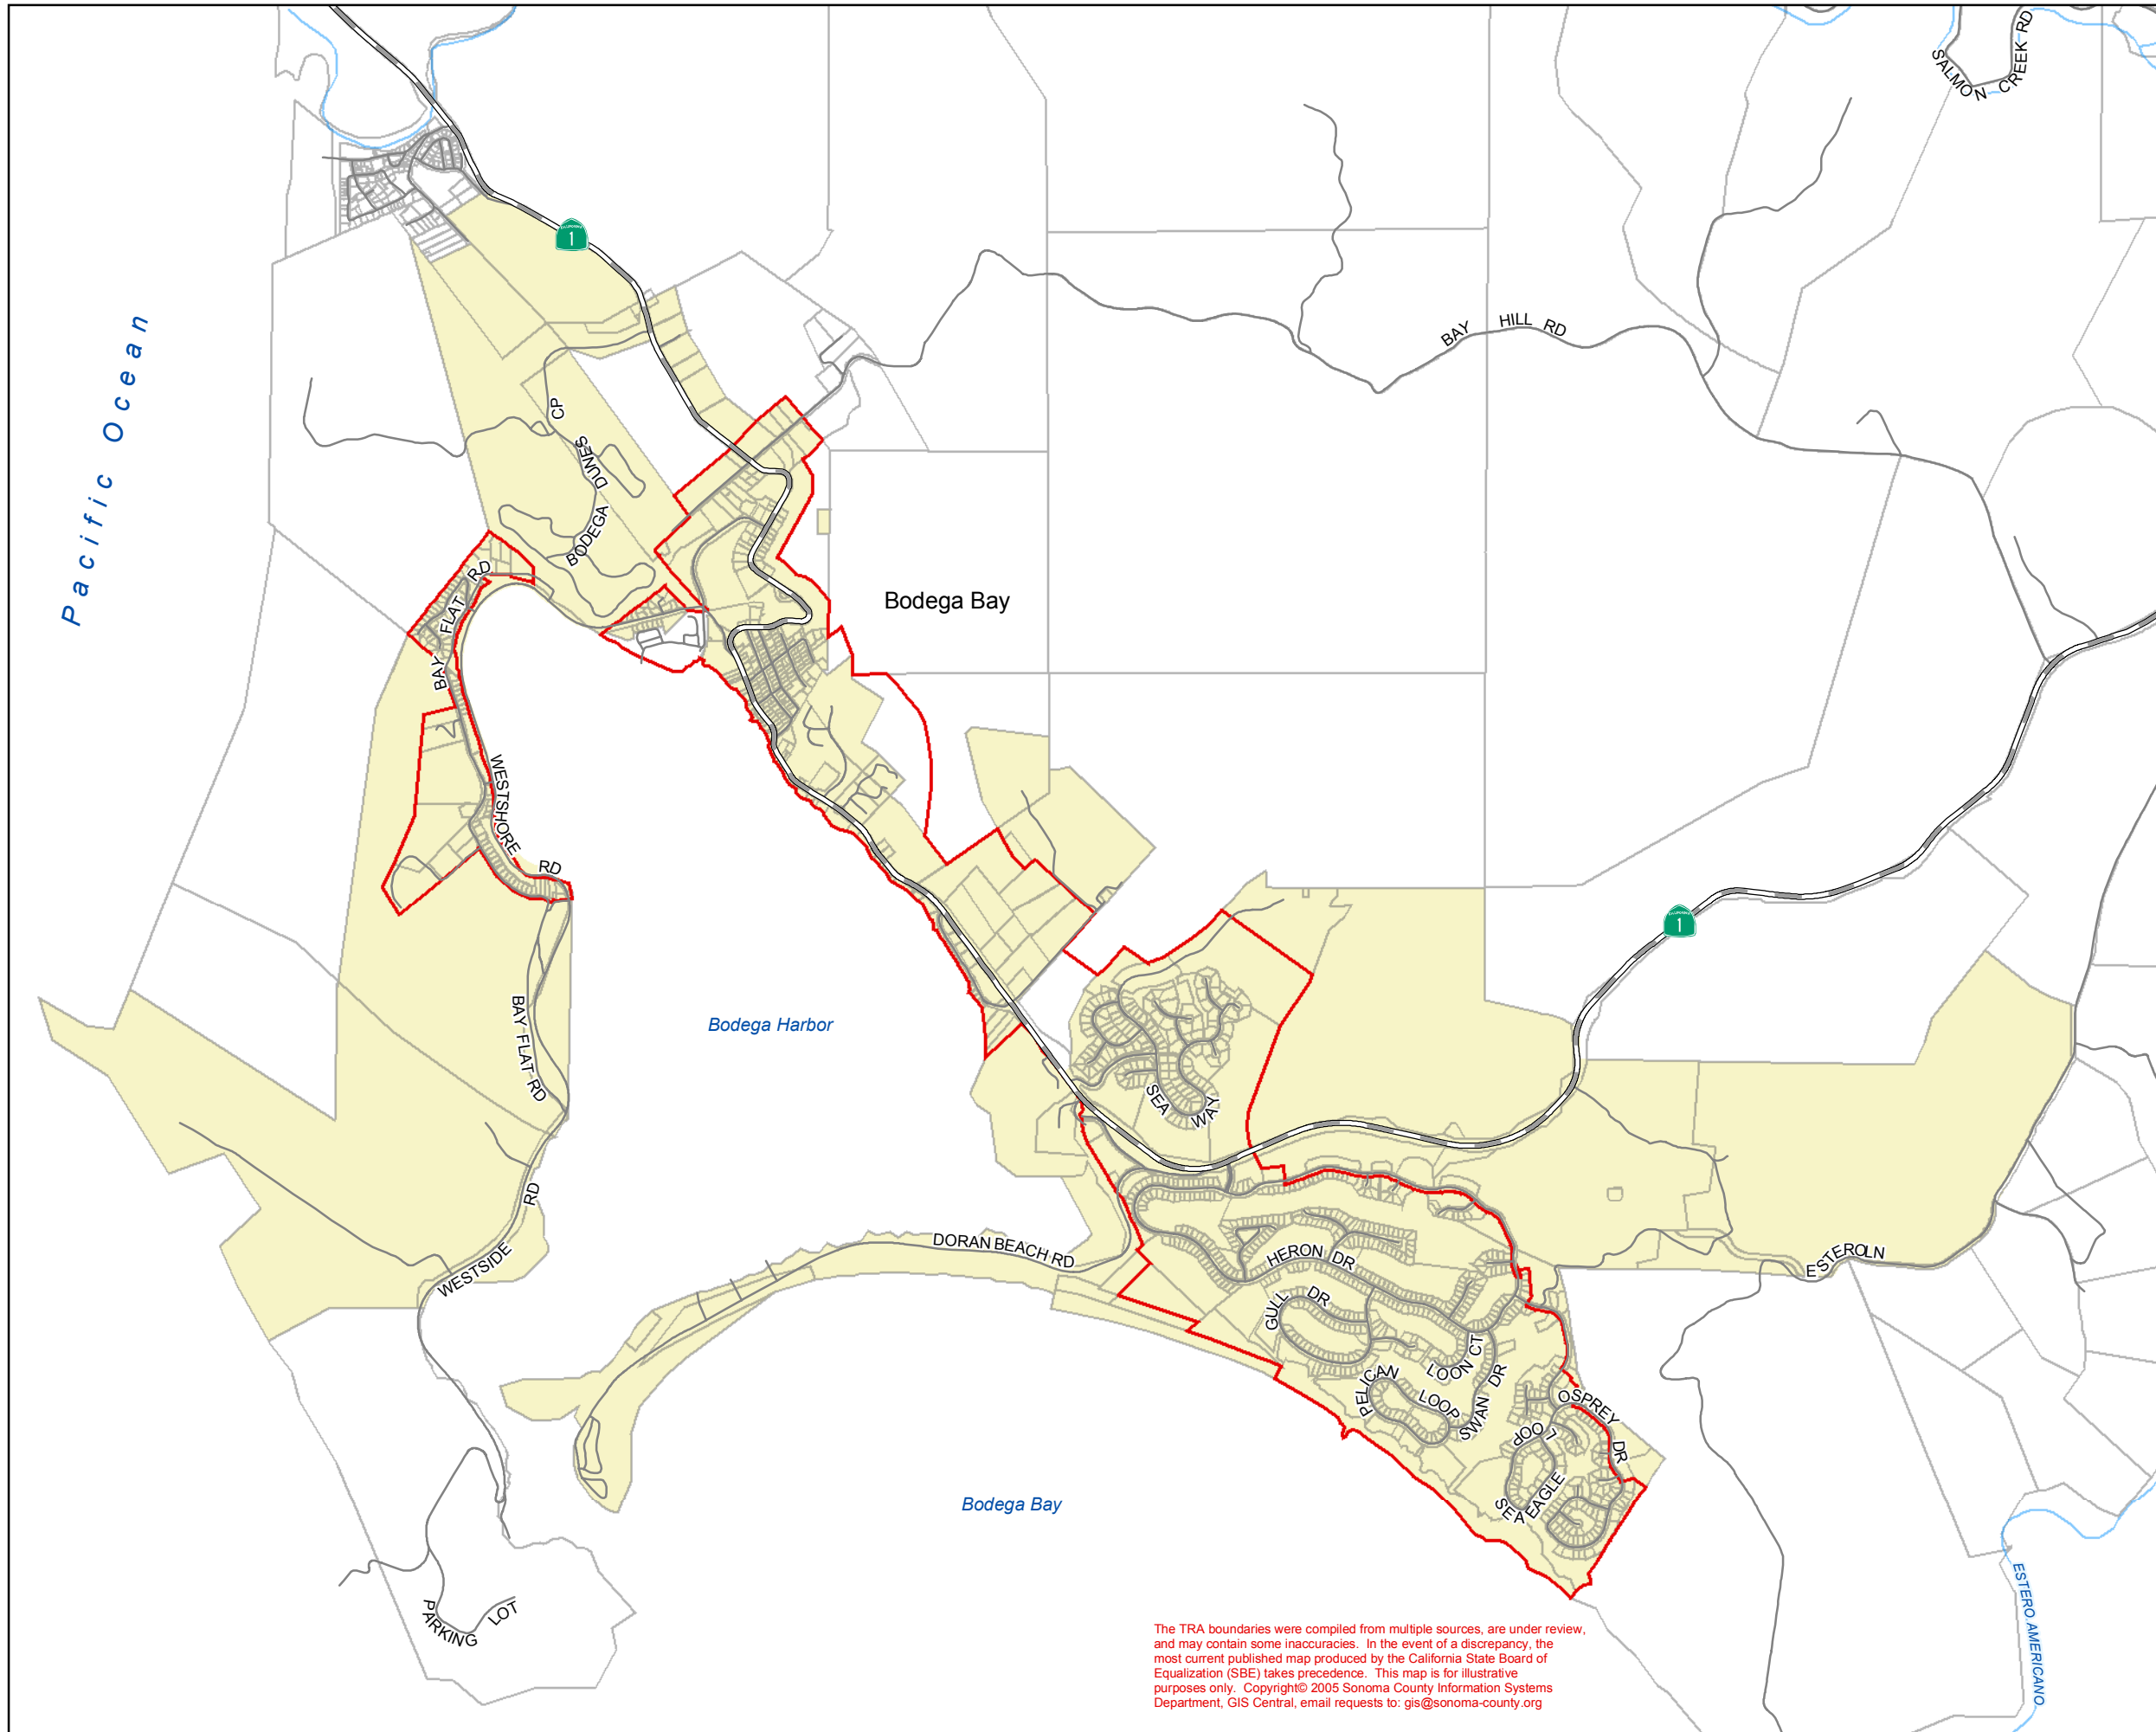 SALMON CREEK RD
1
Pacific Ocean
BAY HILL RD
BODEGA DUNES CP
Bodega Bay
BAY FLAT RD
WESTSHORE RD
1
BAY FLAT RD
Bodega Harbor
SEA WAY
WESTSIDE RD
DORAN BEACH RD
HERON DR
ESTERO LN
GULL DR
LOON CT
PELICAN LOOP
SWAN DR
OSPREY DR
SEA EAGLE LOOP
Bodega Bay
PARKING LOT
ESTERO AMERICANO
The TRA boundaries were compiled from multiple sources, are under review,
and may contain some inaccuracies. In the event of a discrepancy, the
most current published map produced by the California State Board of
Equalization (SBE) takes precedence. This map is for illustrative
purposes only. Copyright© 2005 Sonoma County Information Systems
Department, GIS Central, email requests to: gis@sonoma-county.org